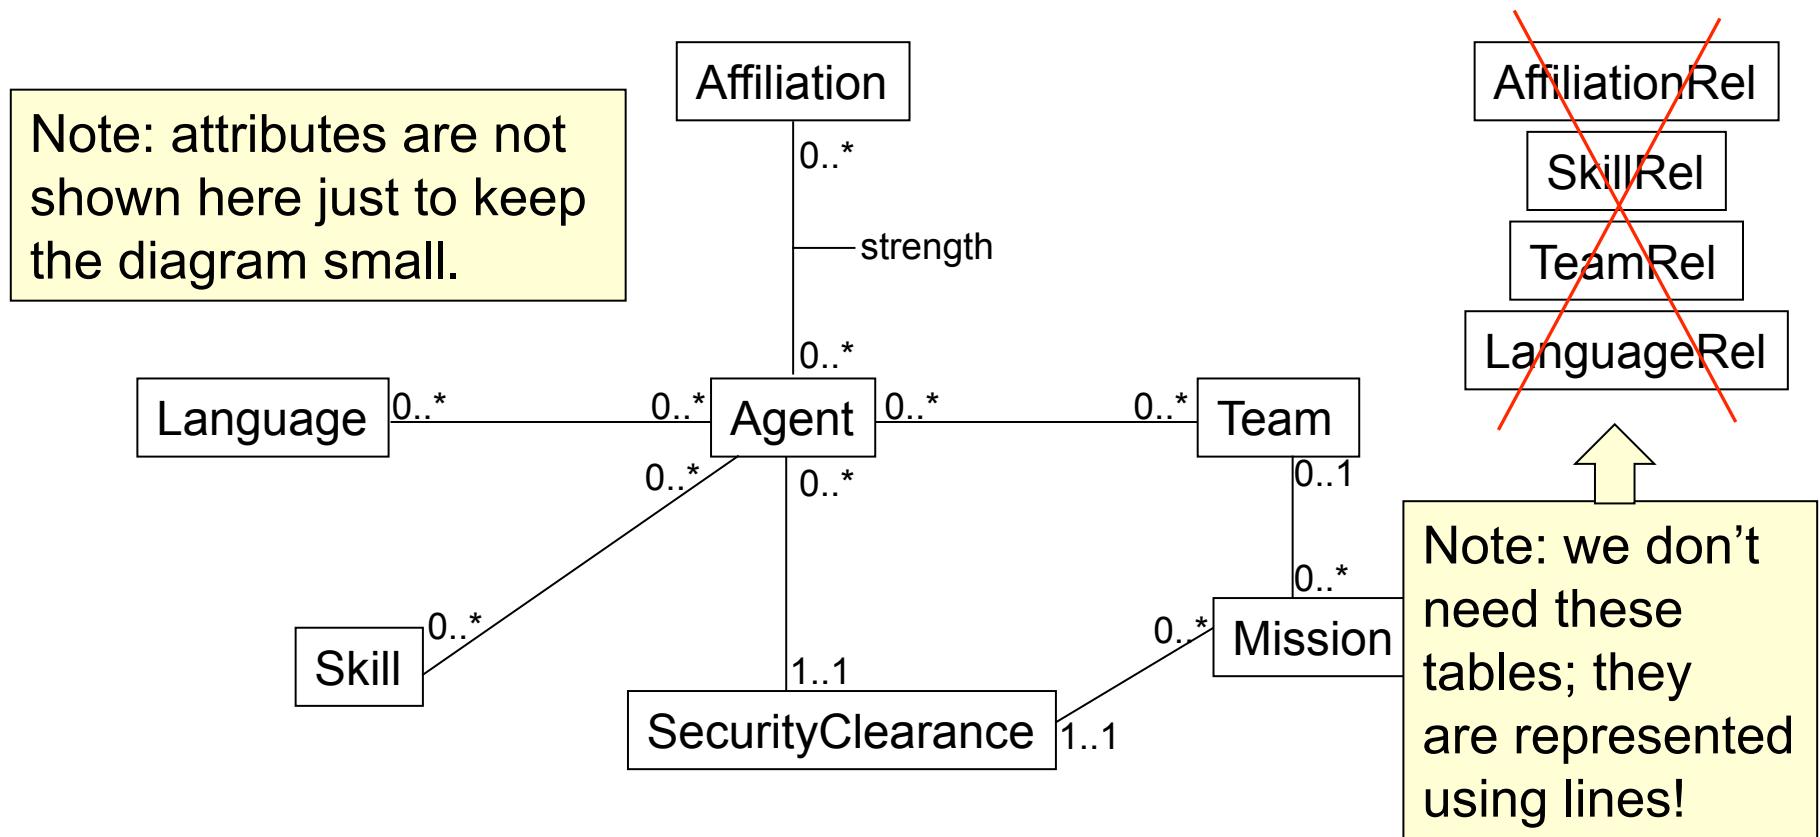 Affiliation
AffiliationRel
Note: attributes are not
shown here just to keep
the diagram small.
0..*
SkillRel
strength
TeamRel
0..*
LanguageRel
Language
0..*
0..*
Agent
0..*
0..*
Team
0..*
0..*
0..1
Note: we don’t
need these
tables; they
are represented
using lines!
0..*
0..*
Skill
0..*
Mission
1..1
SecurityClearance
1..1